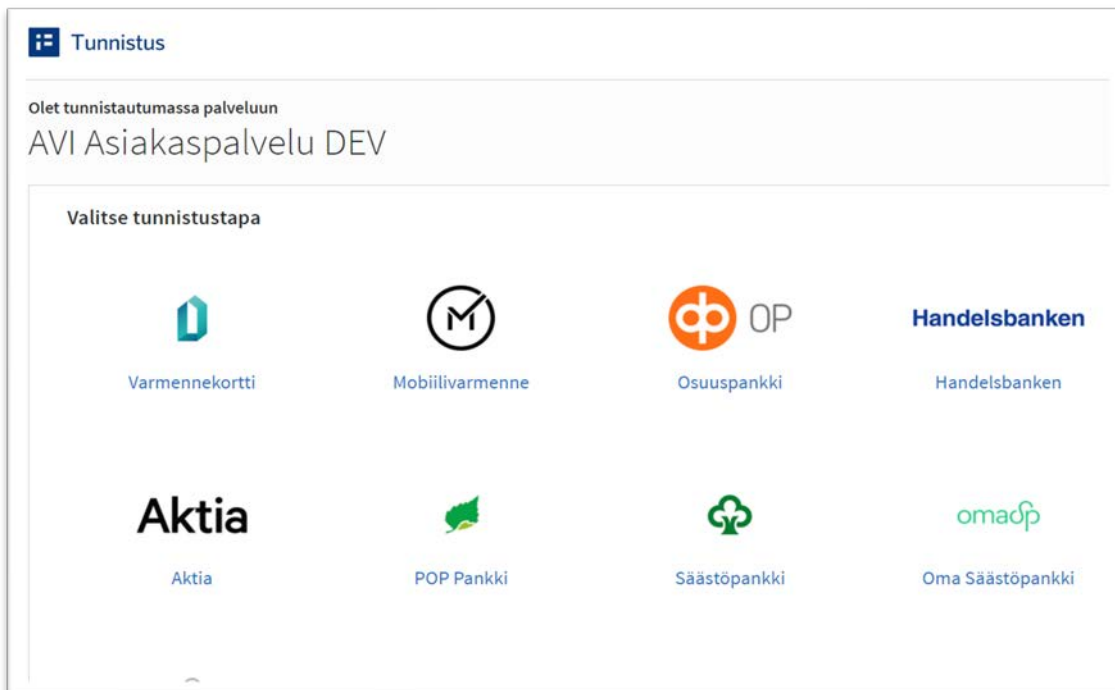 Tunnistus
Olet tunnistautumassa palveluun
AVI Asiakaspalvelu DEV
Valitse tunnistustapa
OP Handelsbanken
Varmennekortti Mobiilivarmenne Osuuspankki Handelsbanken
Aktia omasp
Aktia POP Pankki Säästöpankki Oma Säästöpankki